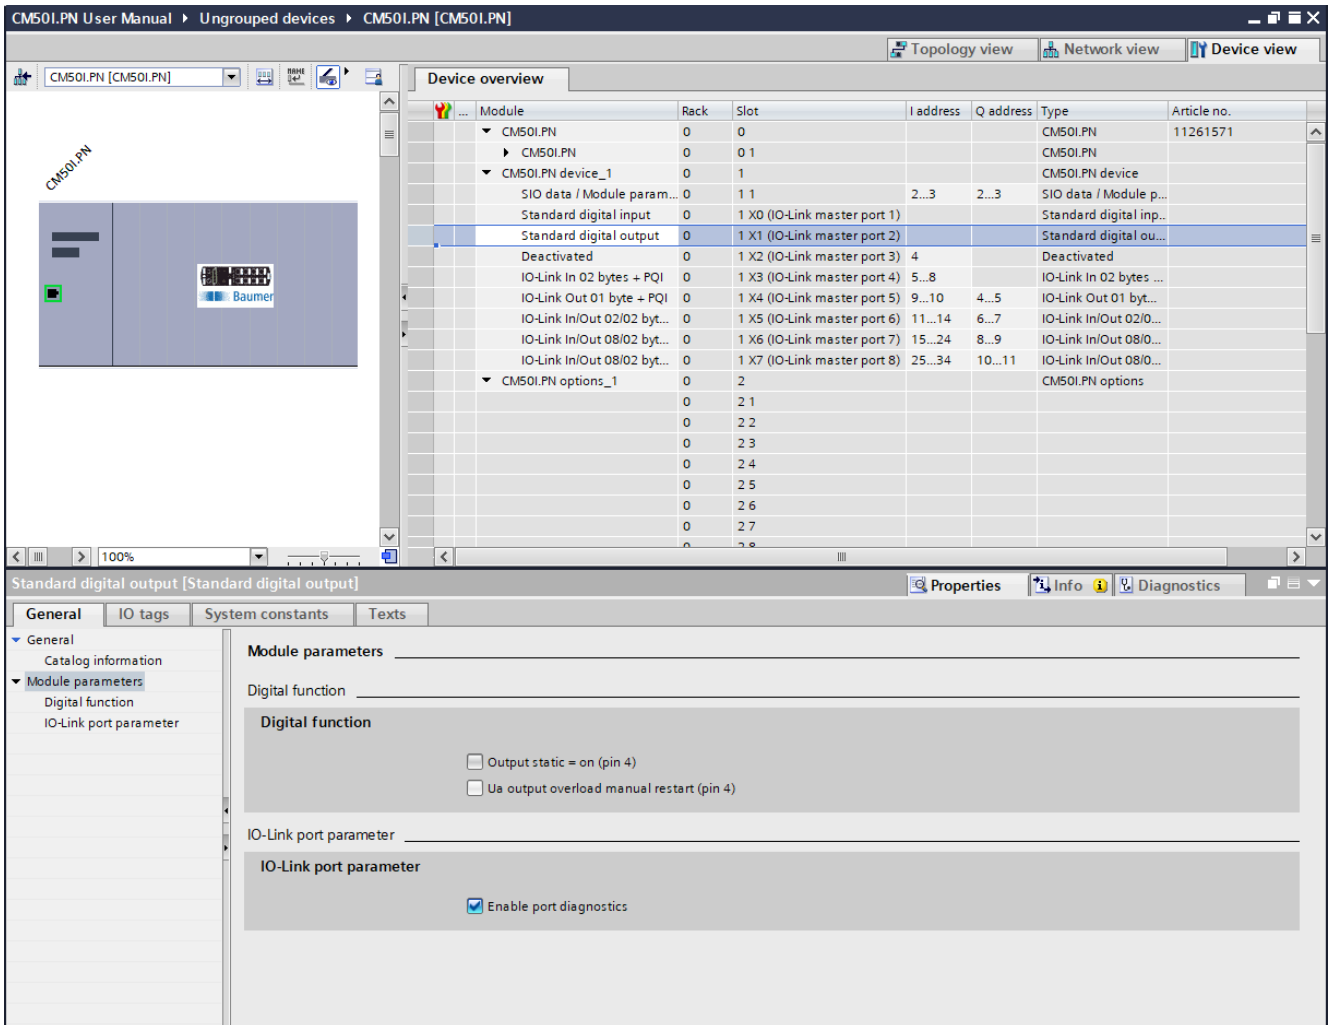 CM50I.PN User Manual ▸ Ungrouped devices ▸ CM50I.PN [CM50I.PN]
Topology view Network view Device view
CM50I.PN [CM50I.PN]
Device overview
... Module Rack Slot I address Q address Type Article no.
CM50I.PN 0 0 CM50I.PN 11261571
CM50I.PN 0 0 1 CM50I.PN
CM50I.PN device_1 0 1 CM50I.PN device
SIO data / Module param... 0 1 1 2...3 2...3 SIO data / Module p...
Standard digital input 0 1 X0 (IO-Link master port 1) Standard digital inp..
Standard digital output 0 1 X1 (IO-Link master port 2) Standard digital ou...
Deactivated 0 1 X2 (IO-Link master port 3) 4 Deactivated
IO-Link In 02 bytes + PQI 0 1 X3 (IO-Link master port 4) 5...8 IO-Link In 02 bytes ...
IO-Link Out 01 byte + PQI 0 1 X4 (IO-Link master port 5) 9...10 4...5 IO-Link Out 01 byt...
IO-Link In/Out 02/02 byt... 0 1 X5 (IO-Link master port 6) 11...14 6...7 IO-Link In/Out 02/0...
IO-Link In/Out 08/02 byt... 0 1 X6 (IO-Link master port 7) 15...24 8...9 IO-Link In/Out 08/0...
IO-Link In/Out 08/02 byt... 0 1 X7 (IO-Link master port 8) 25...34 10...11 IO-Link In/Out 08/0...
CM50I.PN options_1 0 2 CM50I.PN options
0 2 1
0 2 2
0 2 3
0 2 4
0 2 5
0 2 6
0 2 7
0 2 8
CM50I.PN
Baumer
100%
Standard digital output [Standard digital output]
Properties Info Diagnostics
General IO tags System constants Texts
General
Catalog information
Module parameters
Digital function
IO-Link port parameter
Module parameters
Digital function
Digital function
Output static = on (pin 4)
Ua output overload manual restart (pin 4)
IO-Link port parameter
IO-Link port parameter
Enable port diagnostics